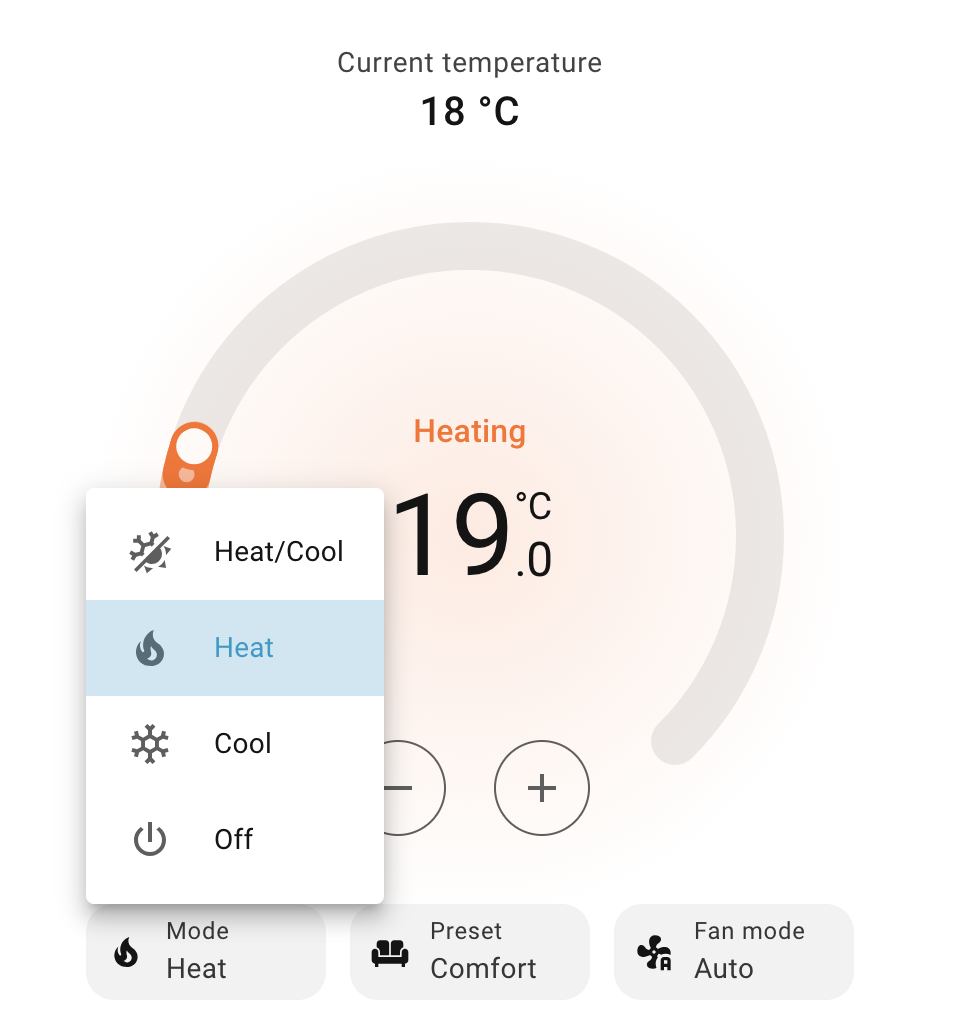 Current temperature
18 °C
Heating
19.0 °C
Heat/Cool
Heat
Cool
Off
Mode
Heat
Preset
Comfort
Fan mode
Auto